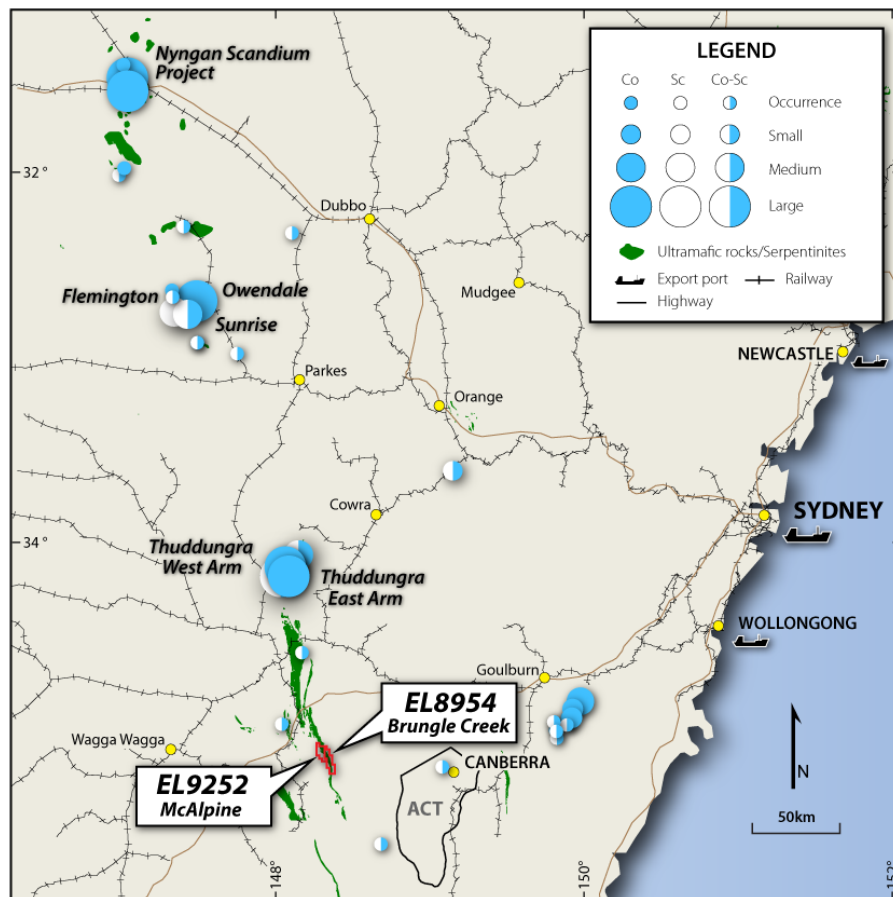 Nyngan Scandium
Project
LEGEND
Co Sc Co-Sc
Occurrence
Small
Medium
Large
Ultramafic rocks/Serpentinites
Export port Railway
Highway
32°
Dubbo
Mudgee
Flemington
Owendale
Sunrise
NEWCASTLE
Parkes
Orange
Cowra
SYDNEY
34°
Thuddungra
West Arm
Thuddungra
East Arm
WOLLONGONG
Goulburn
EL8954
Brungle Creek
Wagga Wagga
CANBERRA
EL9252
McAlpine
ACT
N
50km
148°
150°
152°